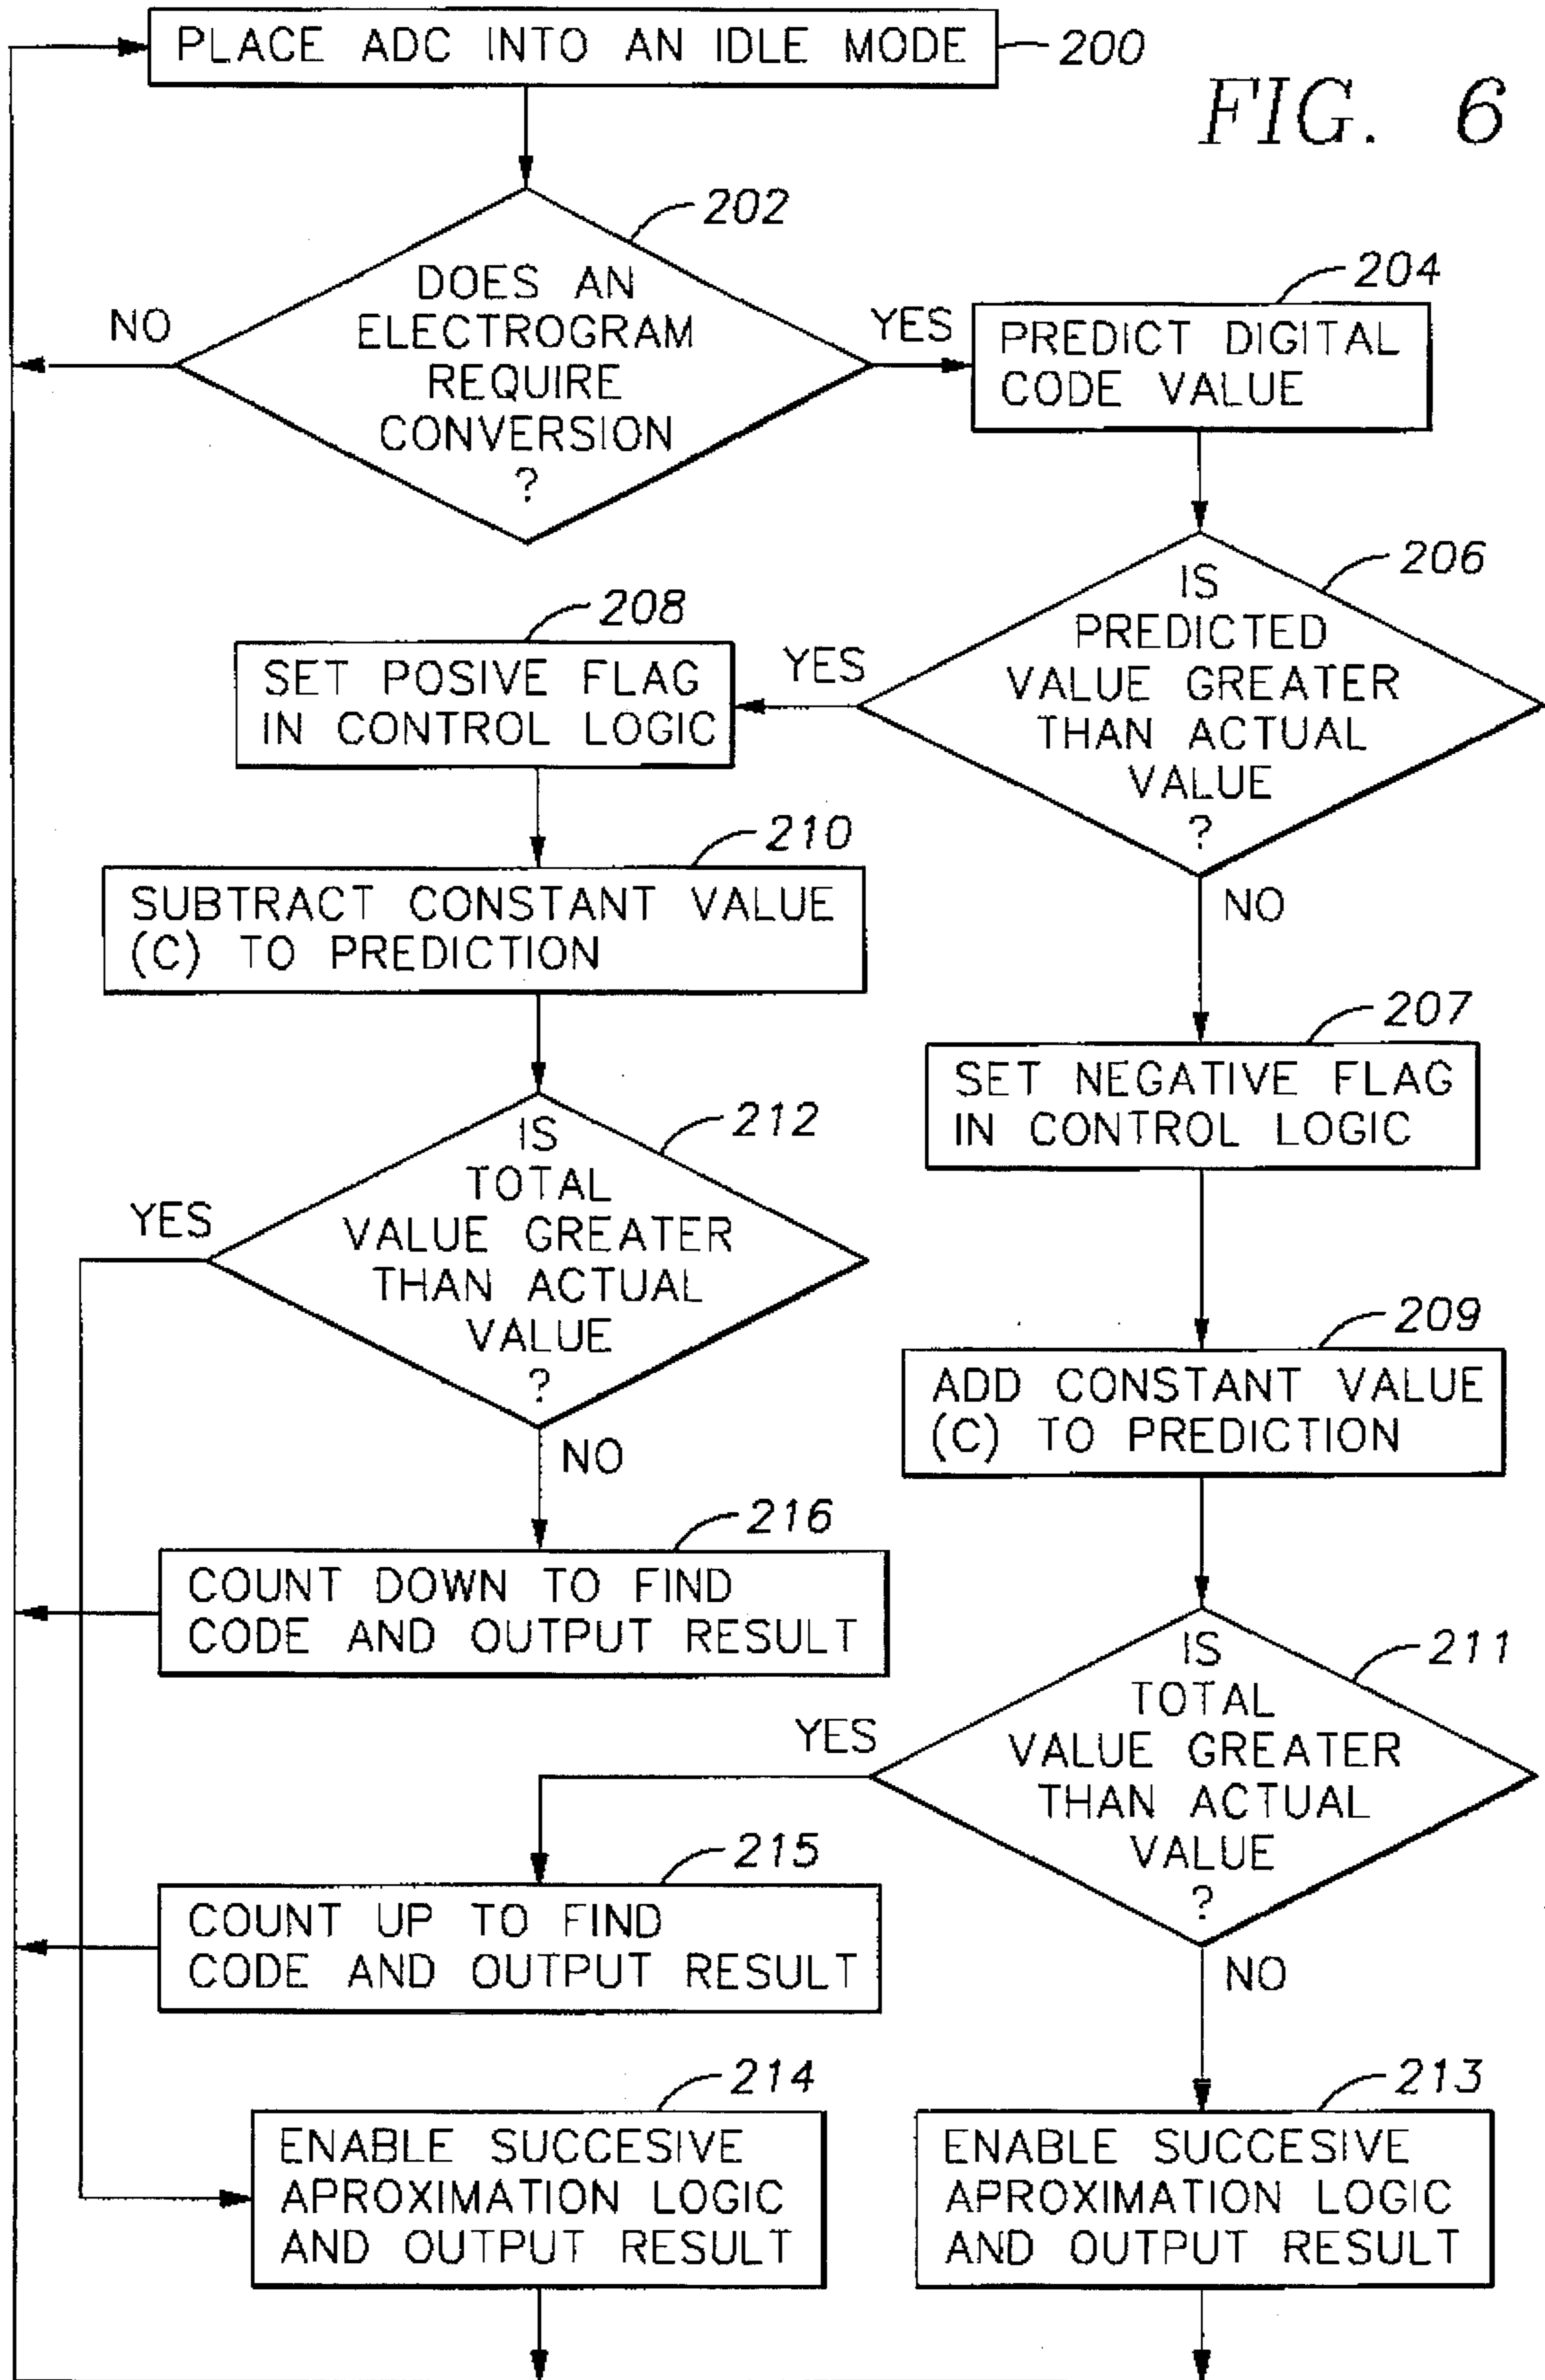 PLACE ADC INTO AN IDLE MODE
200
FIG. 6
202
DOES AN
ELECTROGRAM
REQUIRE
CONVERSION
?
NO
YES
204
PREDICT DIGITAL
CODE VALUE
206
IS
PREDICTED
VALUE GREATER
THAN ACTUAL
VALUE
?
YES
NO
208
SET POSIVE FLAG
IN CONTROL LOGIC
210
SUBTRACT CONSTANT VALUE
(C) TO PREDICTION
207
SET NEGATIVE FLAG
IN CONTROL LOGIC
212
IS
TOTAL
VALUE GREATER
THAN ACTUAL
VALUE
?
YES
NO
209
ADD CONSTANT VALUE
(C) TO PREDICTION
216
COUNT DOWN TO FIND
CODE AND OUTPUT RESULT
211
IS
TOTAL
VALUE GREATER
THAN ACTUAL
VALUE
?
YES
NO
215
COUNT UP TO FIND
CODE AND OUTPUT RESULT
214
ENABLE SUCCESIVE
APROXIMATION LOGIC
AND OUTPUT RESULT
213
ENABLE SUCCESIVE
APROXIMATION LOGIC
AND OUTPUT RESULT